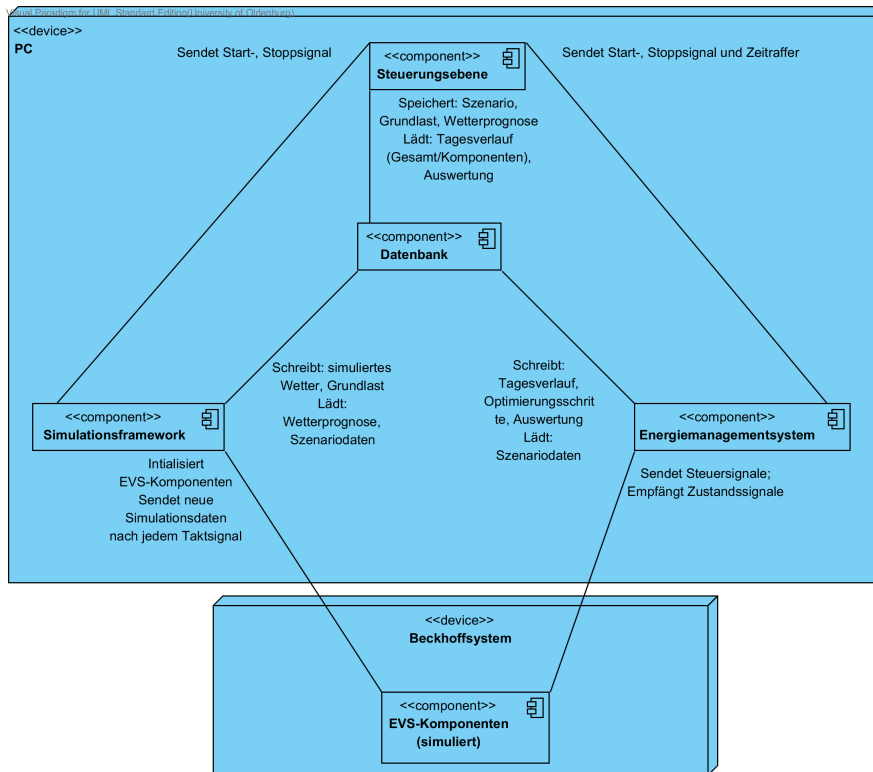 Visual Paradigm for UML Standard Edition(University of Oldenburg)
<<device>>
PC
Sendet Start-, Stoppsignal
<<component>>
Steuerungsebene
Sendet Start-, Stoppsignal und Zeitraffer
Speichert: Szenario,
Grundlast, Wetterprognose
Lädt: Tagesverlauf
(Gesamt/Komponenten),
Auswertung
<<component>>
Datenbank
Schreibt: simuliertes
Wetter, Grundlast
Lädt:
Wetterprognose,
Szenariodaten
Schreibt:
Tagesverlauf,
Optimierungsschrit
te, Auswertung
Lädt:
Szenariodaten
<<component>>
Simulationsframework
<<component>>
Energiemanagementsystem
Intialisiert
EVS-Komponenten
Sendet neue
Simulationsdaten
nach jedem Taktsignal
Sendet Steuersignale;
Empfängt Zustandssignale
<<device>>
Beckhoffsystem
<<component>>
EVS-Komponenten
(simuliert)